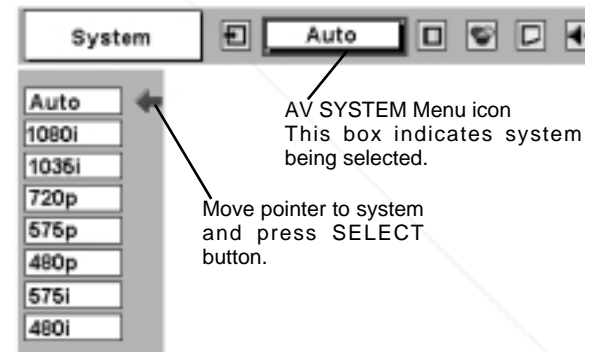 System
Auto
AV SYSTEM Menu icon
This box indicates system
being selected.
Auto
1080i
1035i
720p
575p
480p
575i
480i
Move pointer to system
and press SELECT
button.